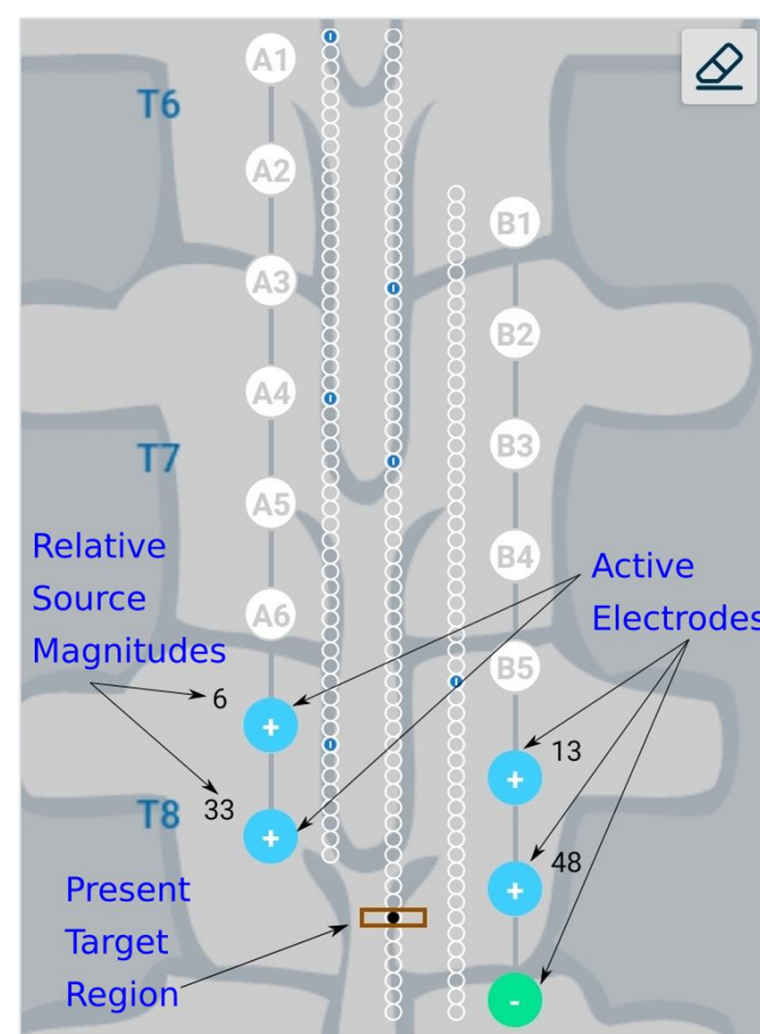 A1
T6
A2
B1
A3
B2
A4
B3
T7
A5
Relative
Source
Magnitudes
B4
Active
Electrodes
A6
B5
6
+
13
+
T8
33
+
48
+
Present
Target
Region
-